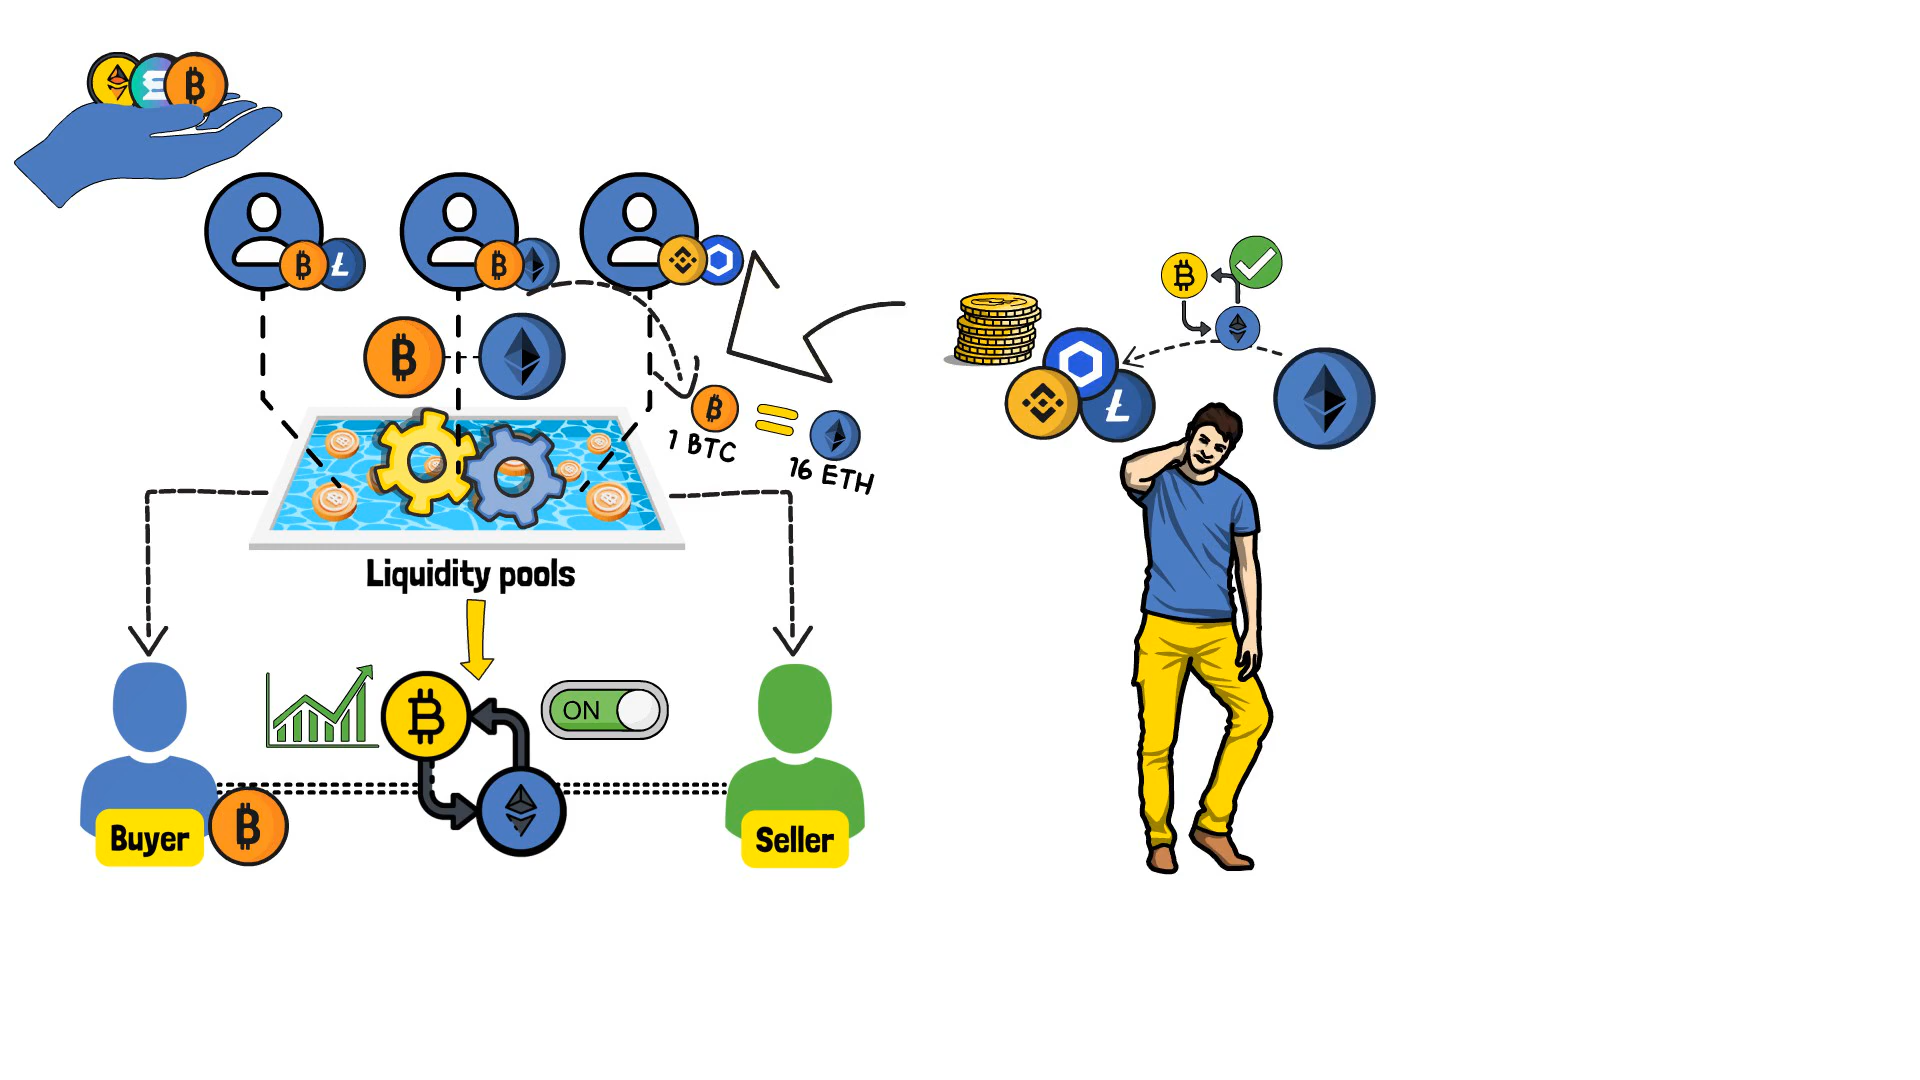 1 BTC
16 ETH
Liquidity pools
ON
Buyer
Seller